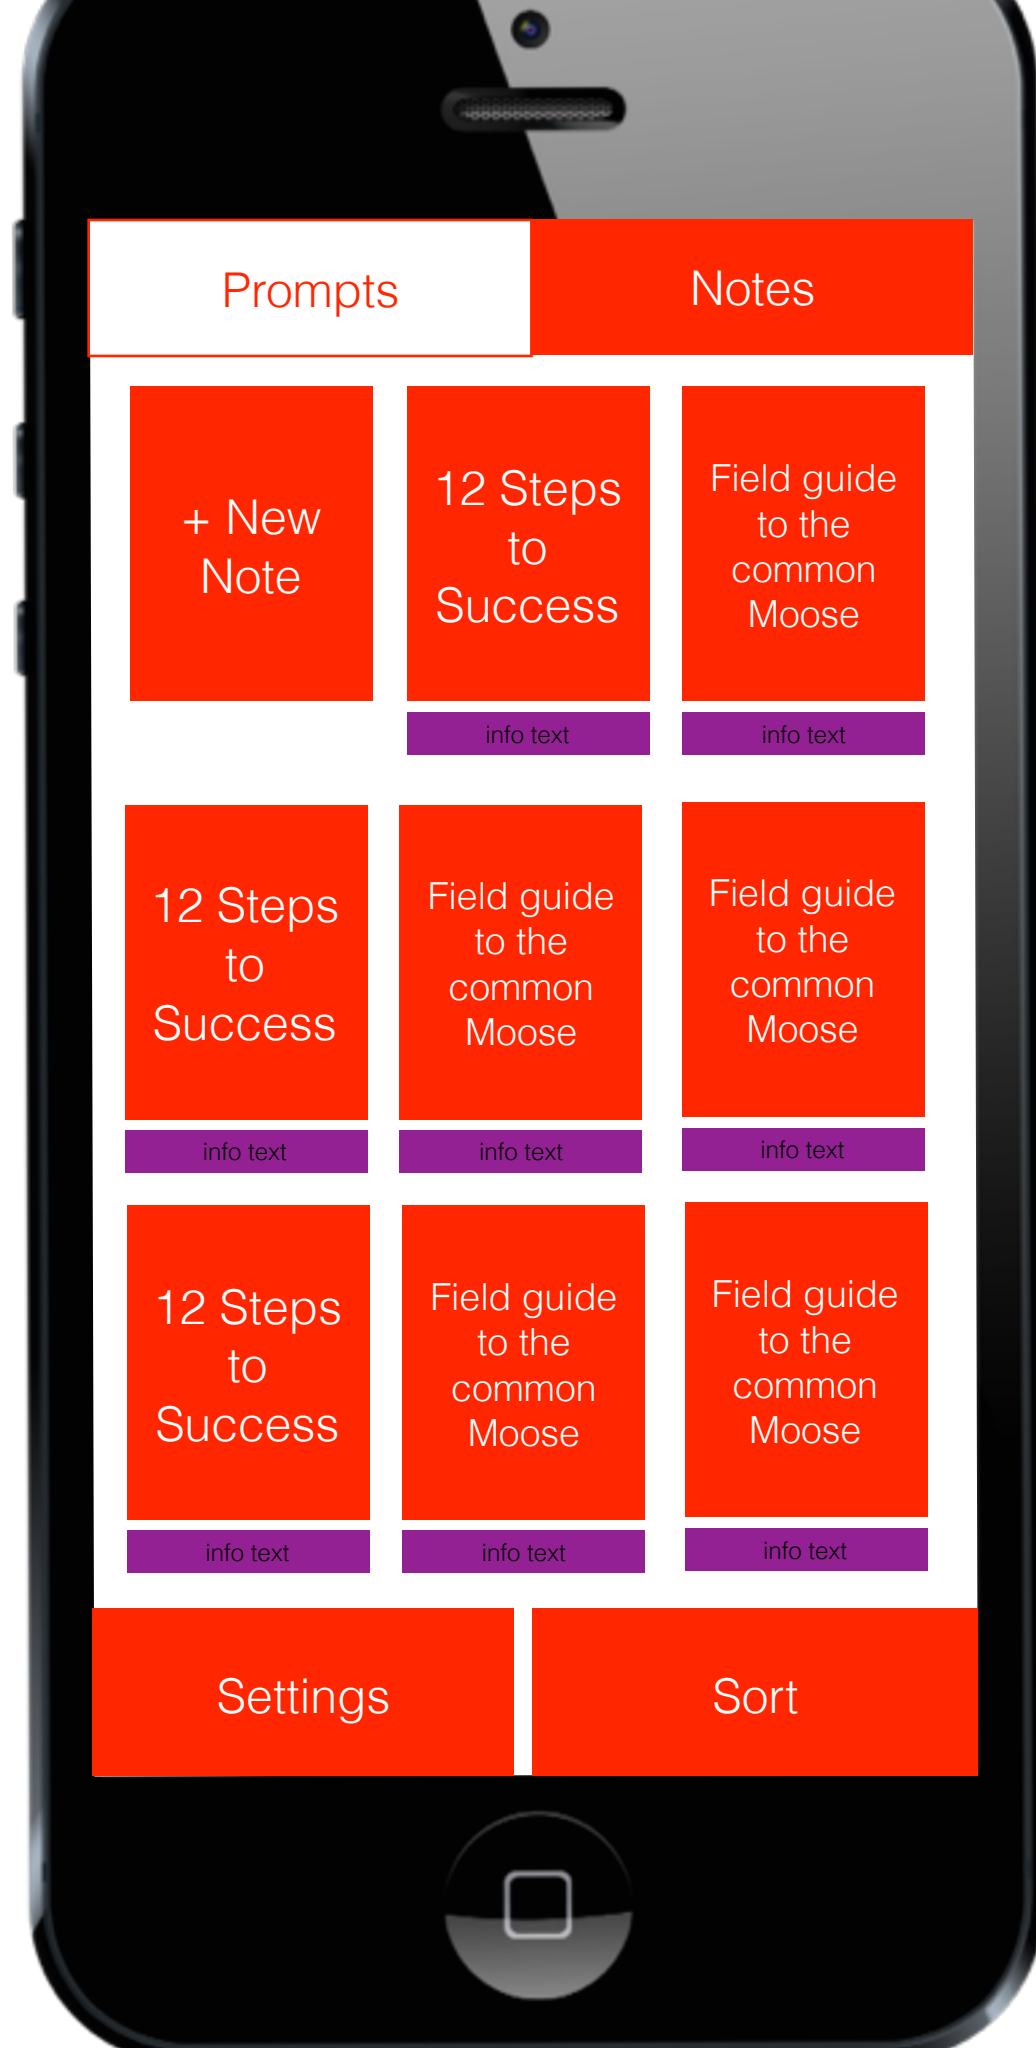 Prompts
Notes
+ New
Note
12 Steps
to
Success
Field guide
to the
common
Moose
info text
info text
12 Steps
to
Success
Field guide
to the
common
Moose
Field guide
to the
common
Moose
info text
info text
info text
12 Steps
to
Success
Field guide
to the
common
Moose
Field guide
to the
common
Moose
info text
info text
info text
Settings
Sort